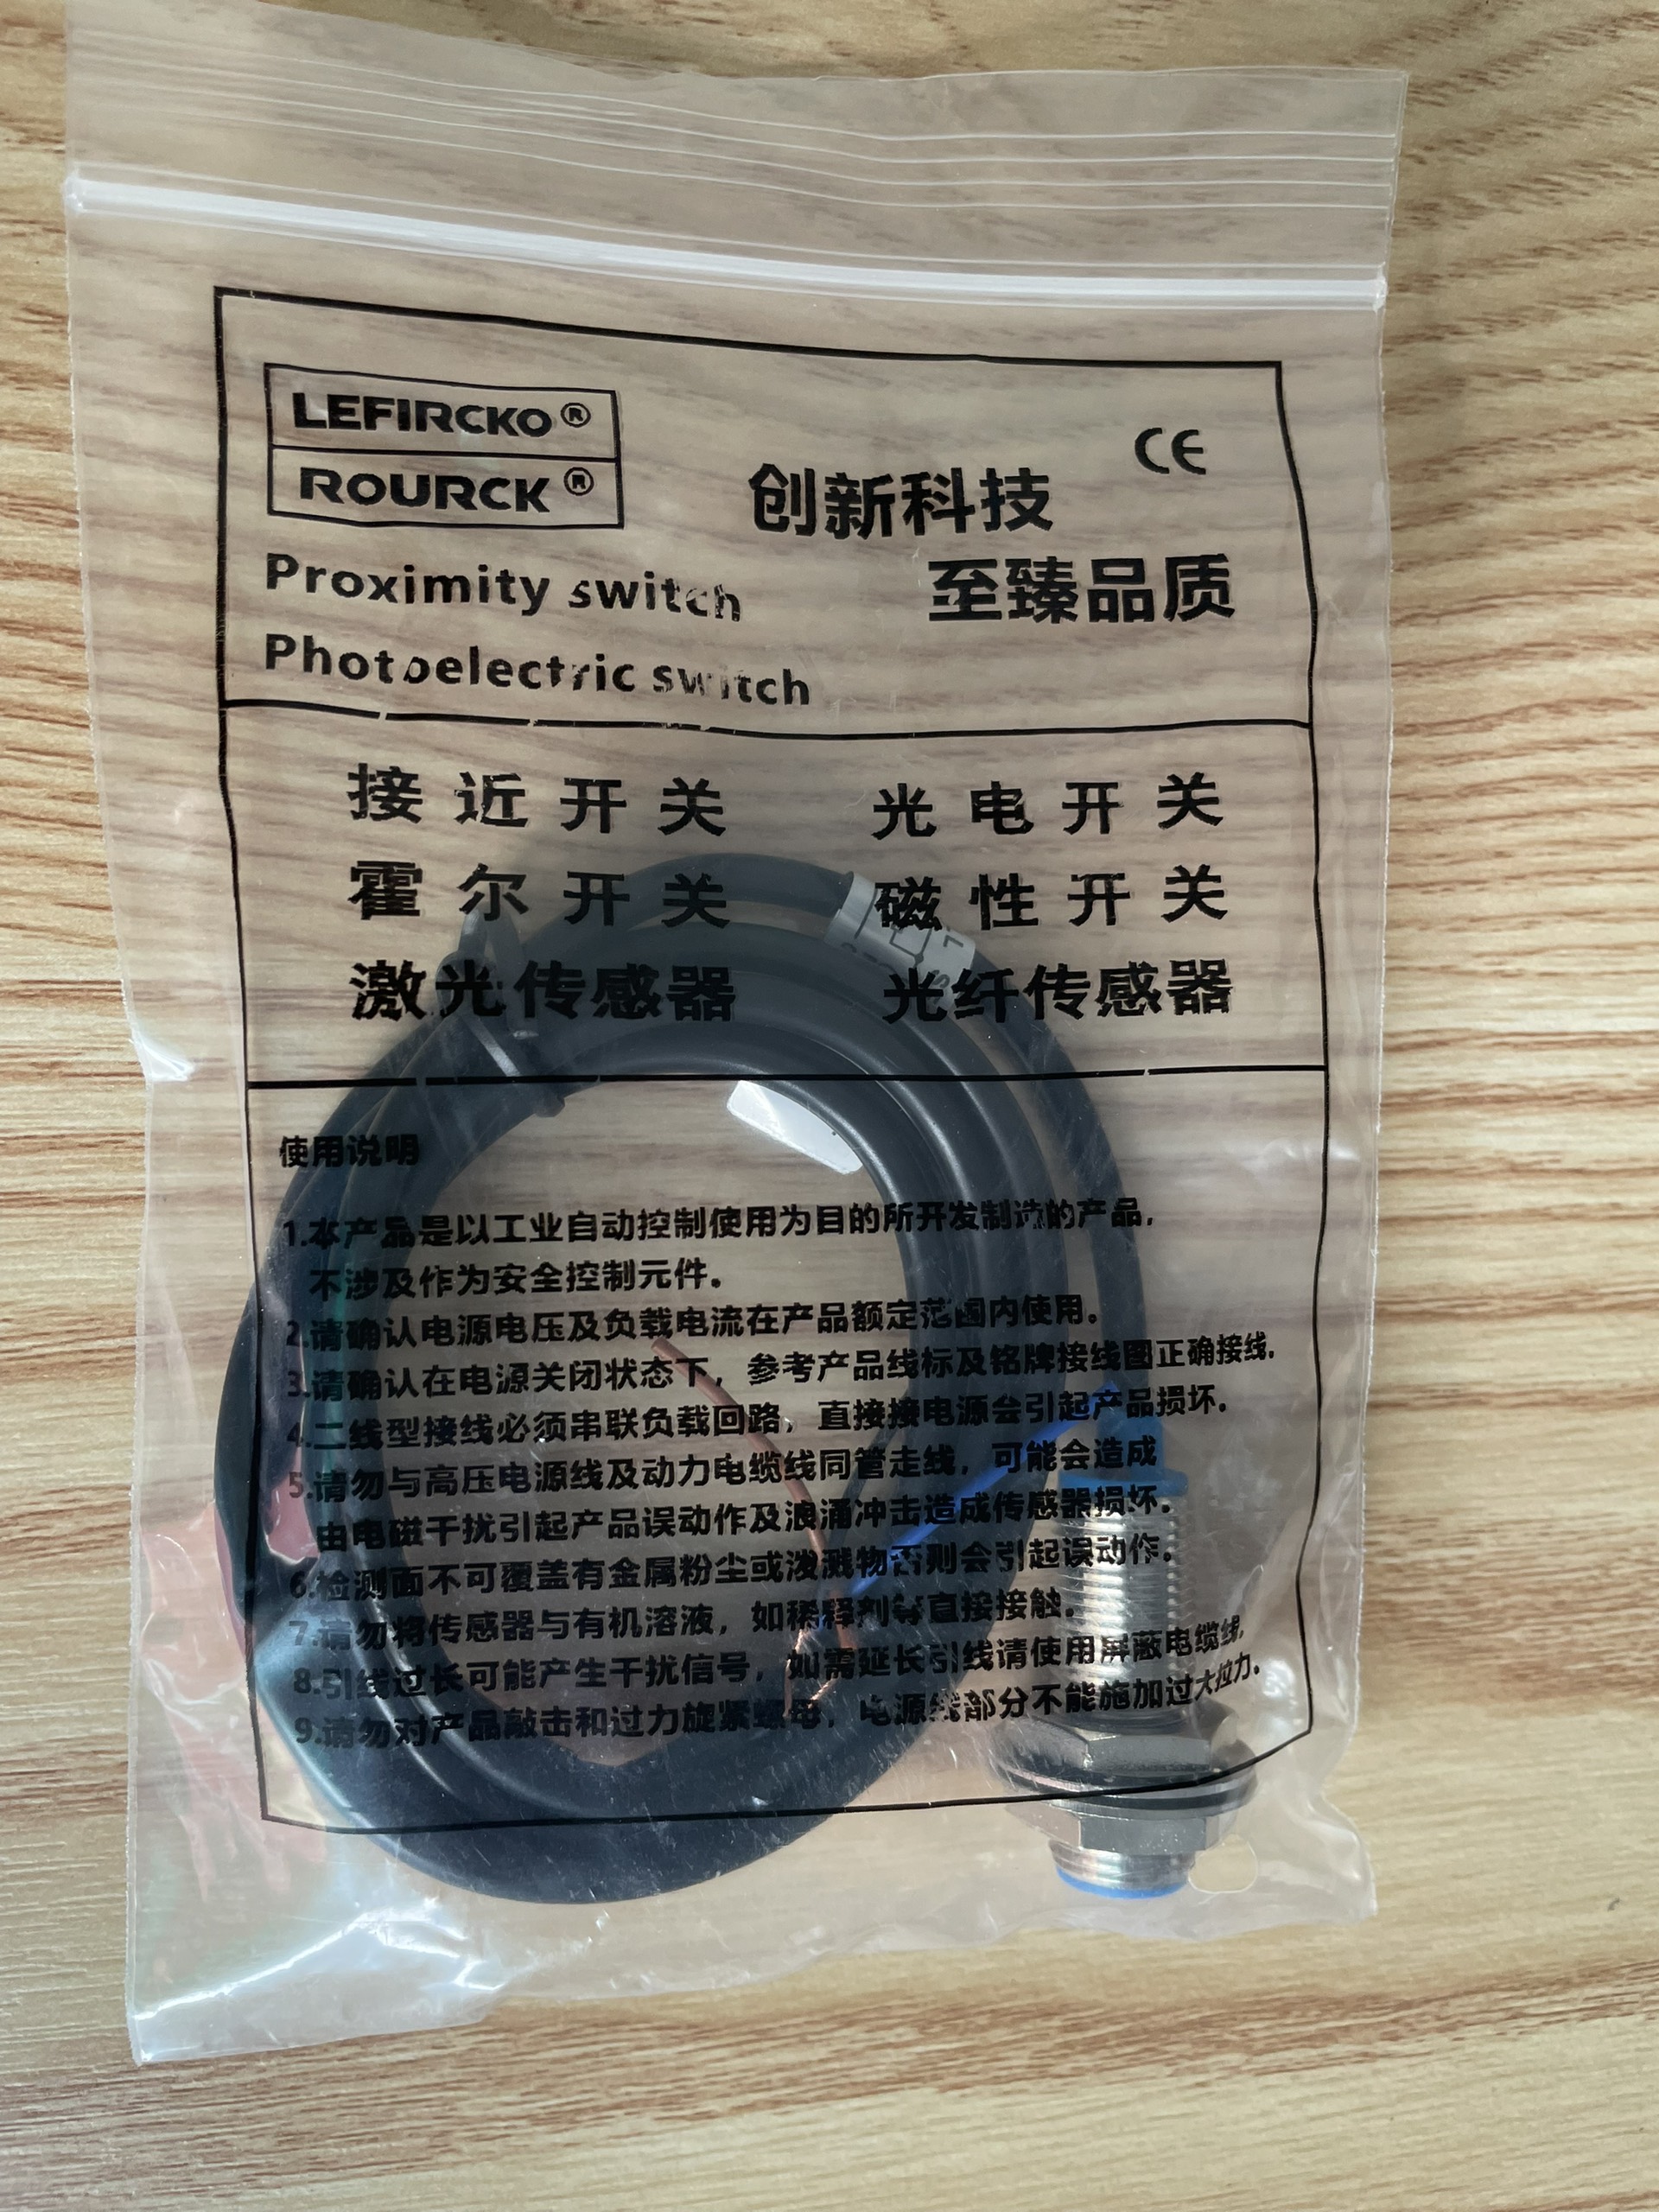 LEFIRCKO®
ROURCK®
CE
创新科技
至臻品质
Proximity switch
Photoelectric switch
接近开关 光电开关
霍尔开关 磁性开关
激光传感器 光纤传感器
使用说明
1.本产品是以工业自动控制使用为目的所开发制造的产品,
不涉及作为安全控制元件。
2.请确认电源电压及负载电流在产品额定范围内使用。
3.请确认在电源关闭状态下，参考产品线标及铭牌接线图正确接线.
4.二线型接线必须串联负载回路，直接接电源会引起产品损坏.
5.请勿与高压电源线及动力电缆线同管走线，可能会造成
由电磁干扰引起产品误动作及浪涌冲击造成传感器损坏.
6.检测面不可覆盖有金属粉尘或泼溅物否则会引起误动作。
7.请勿将传感器与有机溶液，如稀释剂等直接接触.
8.引线过长可能产生干扰信号，如需延长引线请使用屏蔽电缆线,
9.请勿对产品敲击和过力旋紧螺母，电源线部分不能施加过大拉力.